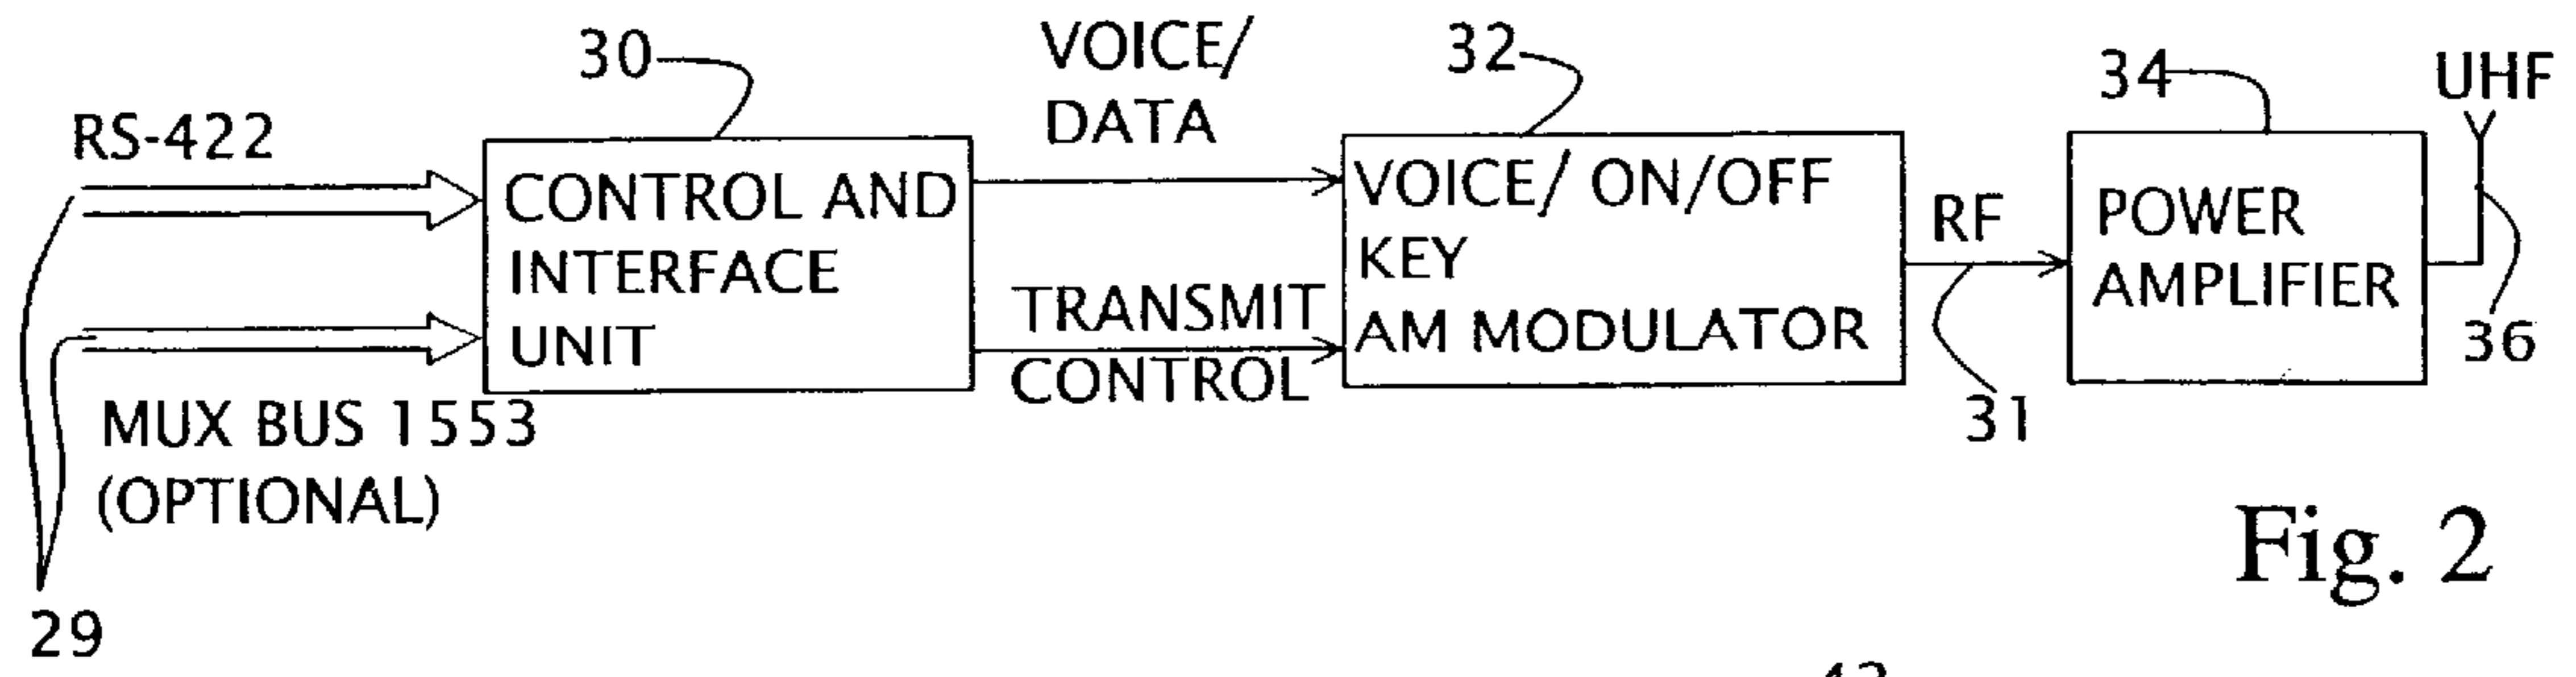 30
VOICE/
DATA
32
34
UHF
RS-422
CONTROL AND
INTERFACE
UNIT
VOICE/ ON/OFF
KEY
AM MODULATOR
RF
POWER
AMPLIFIER
TRANSMIT
CONTROL
36
31
MUX BUS 1553
(OPTIONAL)
29
Fig. 2